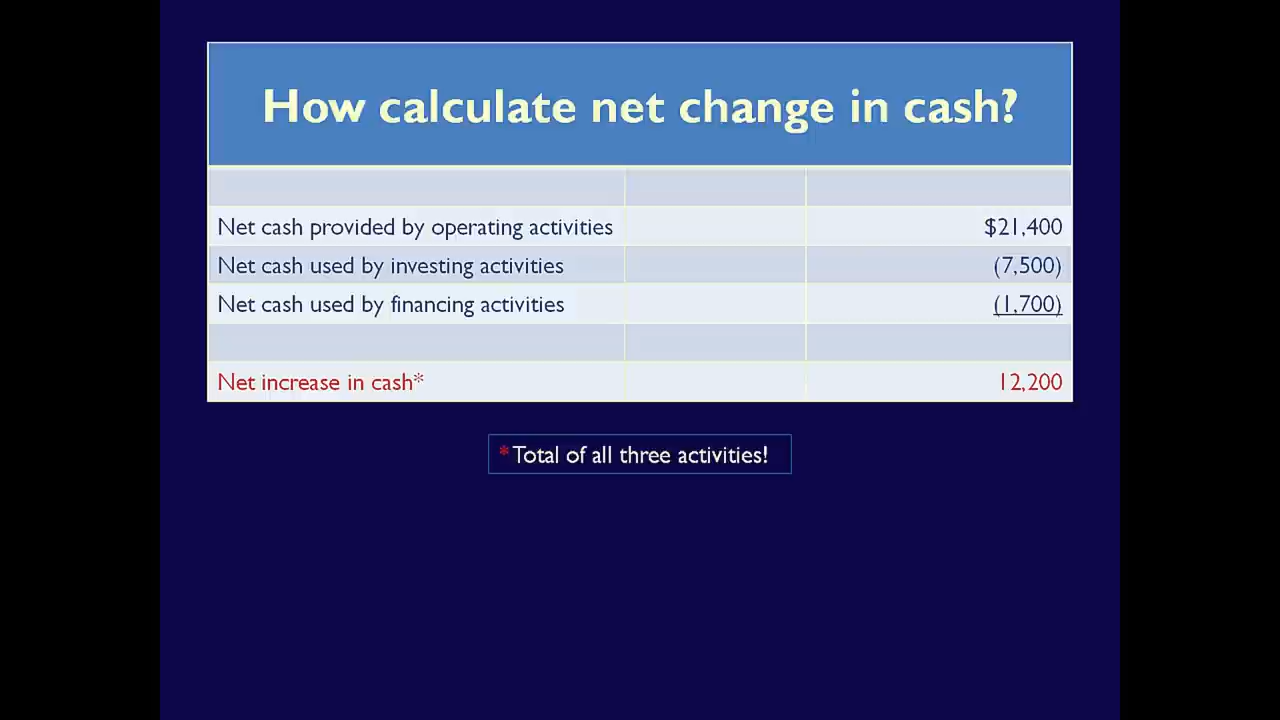 How calculate net change in cash?
Net cash provided by operating activities $21,400
Net cash used by investing activities (7,500)
Net cash used by financing activities (1,700)
Net increase in cash* 12,200
*Total of all three activities!